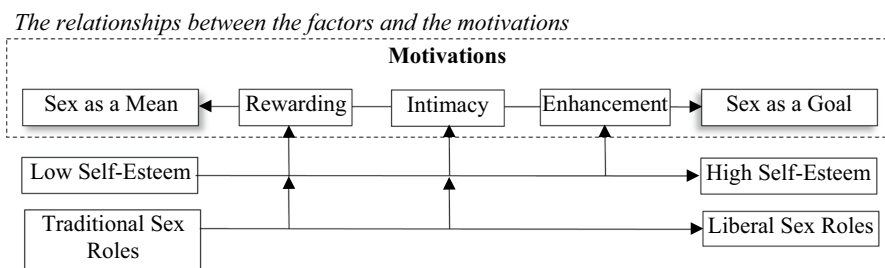 The relationships between the factors and the motivations
Motivations
Sex as a Mean
Rewarding
Intimacy
Enhancement
Sex as a Goal
Low Self-Esteem
High Self-Esteem
Traditional Sex
Roles
Liberal Sex Roles